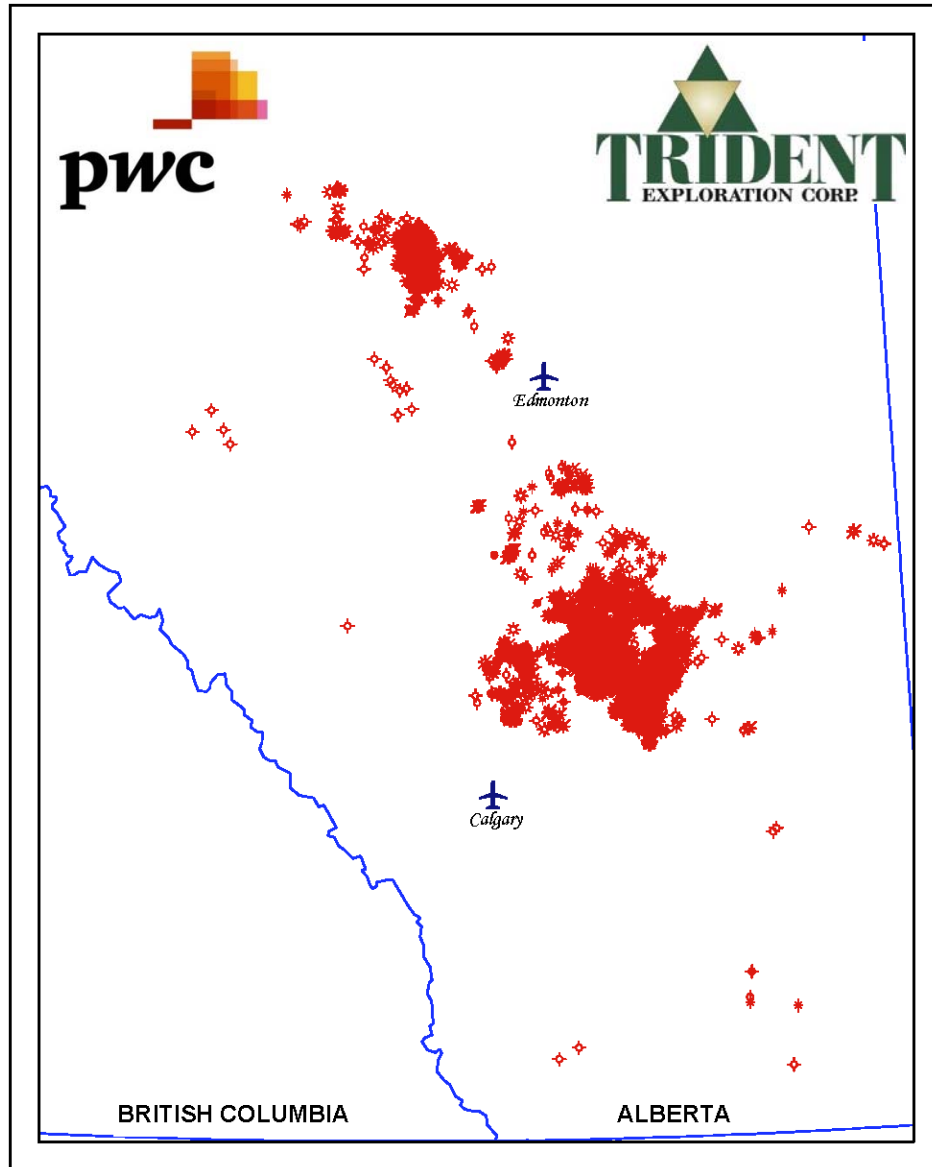 pwc
TRIDENT
EXPLORATION CORP.
Edmonton
Calgary
BRITISH COLUMBIA
ALBERTA